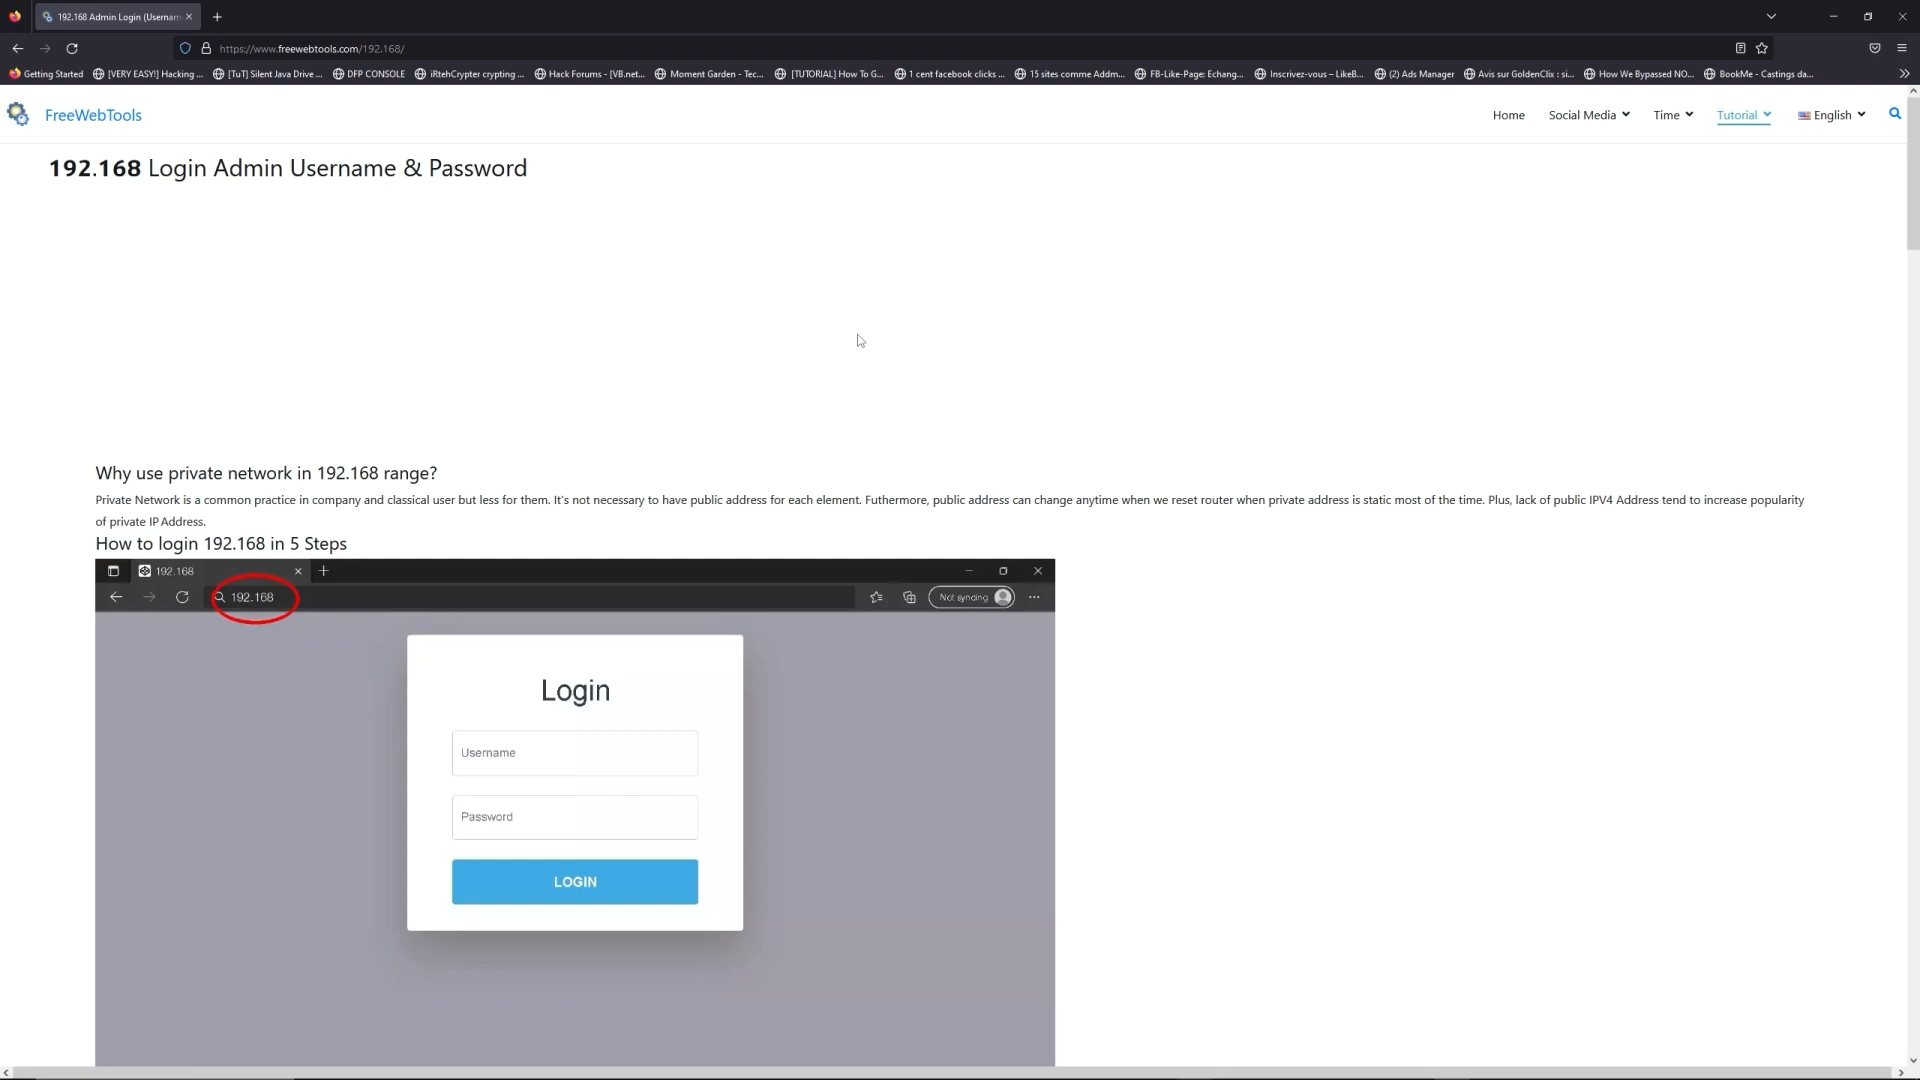 192.168 Admin Login (Usernam
https://www.freewebtools.com/192.168/
Getting Started
[VERY EASY!] Hacking ...
[TuT] Silent Java Drive ...
DFP CONSOLE
iRtehCrypter crypting ...
Hack Forums - [VB.net...
Moment Garden - Tec...
[TUTORIAL] How To G...
1 cent facebook clicks ...
15 sites comme Addm...
FB-Like-Page: Echang...
Inscrivez-vous – LikeB...
(2) Ads Manager
Avis sur GoldenClix : si...
How We Bypassed NO...
BookMe - Castings da...
FreeWebTools
Home
Social Media
Time
Tutorial
English
192.168 Login Admin Username & Password
Why use private network in 192.168 range?
Private Network is a common practice in company and classical user but less for them. It's not necessary to have public address for each element. Futhermore, public address can change anytime when we reset router when private address is static most of the time. Plus, lack of public IPV4 Address tend to increase popularity
of private IP Address.
How to login 192.168 in 5 Steps
192.168
192.168
Not syncing
Login
Username
Password
LOGIN